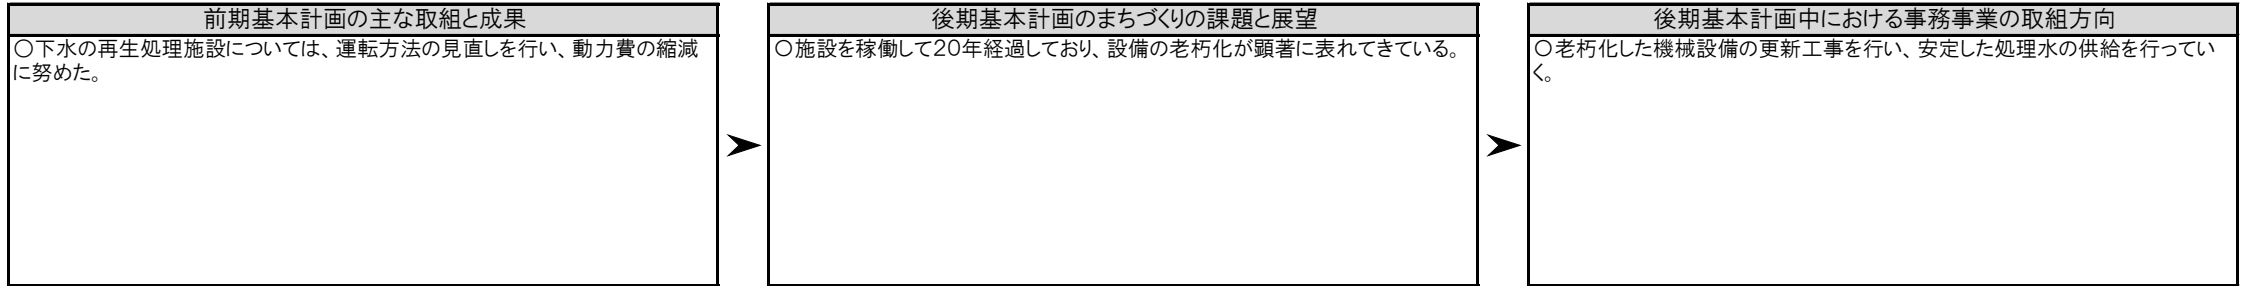 前期基本計画の主な取組と成果
〇下水の再生処理施設については、運転方法の見直しを行い、動力費の縮減
に努めた。
後期基本計画のまちづくりの課題と展望
〇施設を稼働して20年経過しており、設備の老朽化が顕著に表れてきている。
後期基本計画中における事務事業の取組方向
〇老朽化した機械設備の更新工事を行い、安定した処理水の供給を行ってい
く。